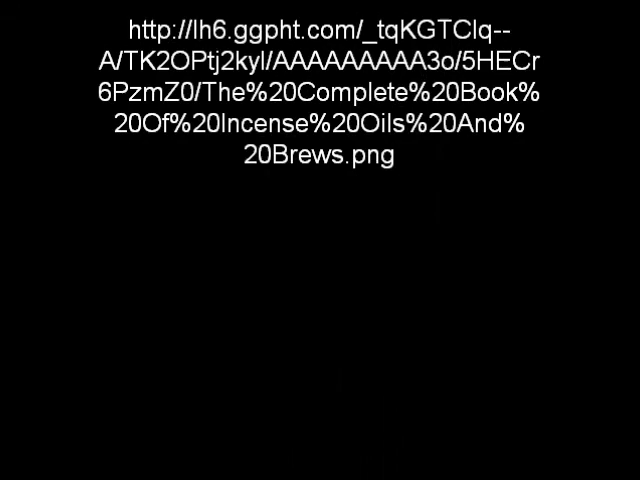 http://lh6.ggpht.com/_tqKGTClq--
A/TK2OPtj2kyI/AAAAAAAAA3o/5HECr
6PzmZ0/The%20Complete%20Book%
20Of%20Incense%20Oils%20And%
20Brews.png